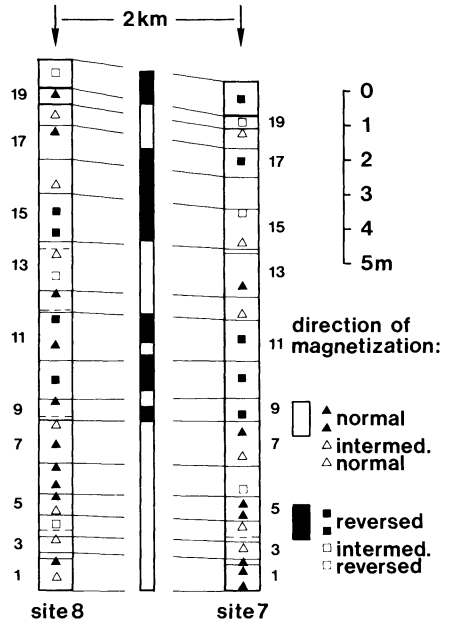 2km
19
17
15
13
11
9
7
5
3
1
site 8
19
17
15
13
11
9
7
5
3
1
site 7
0
1
2
3
4
5m
direction of
magnetization:
normal
intermed.
normal
reversed
intermed.
reversed